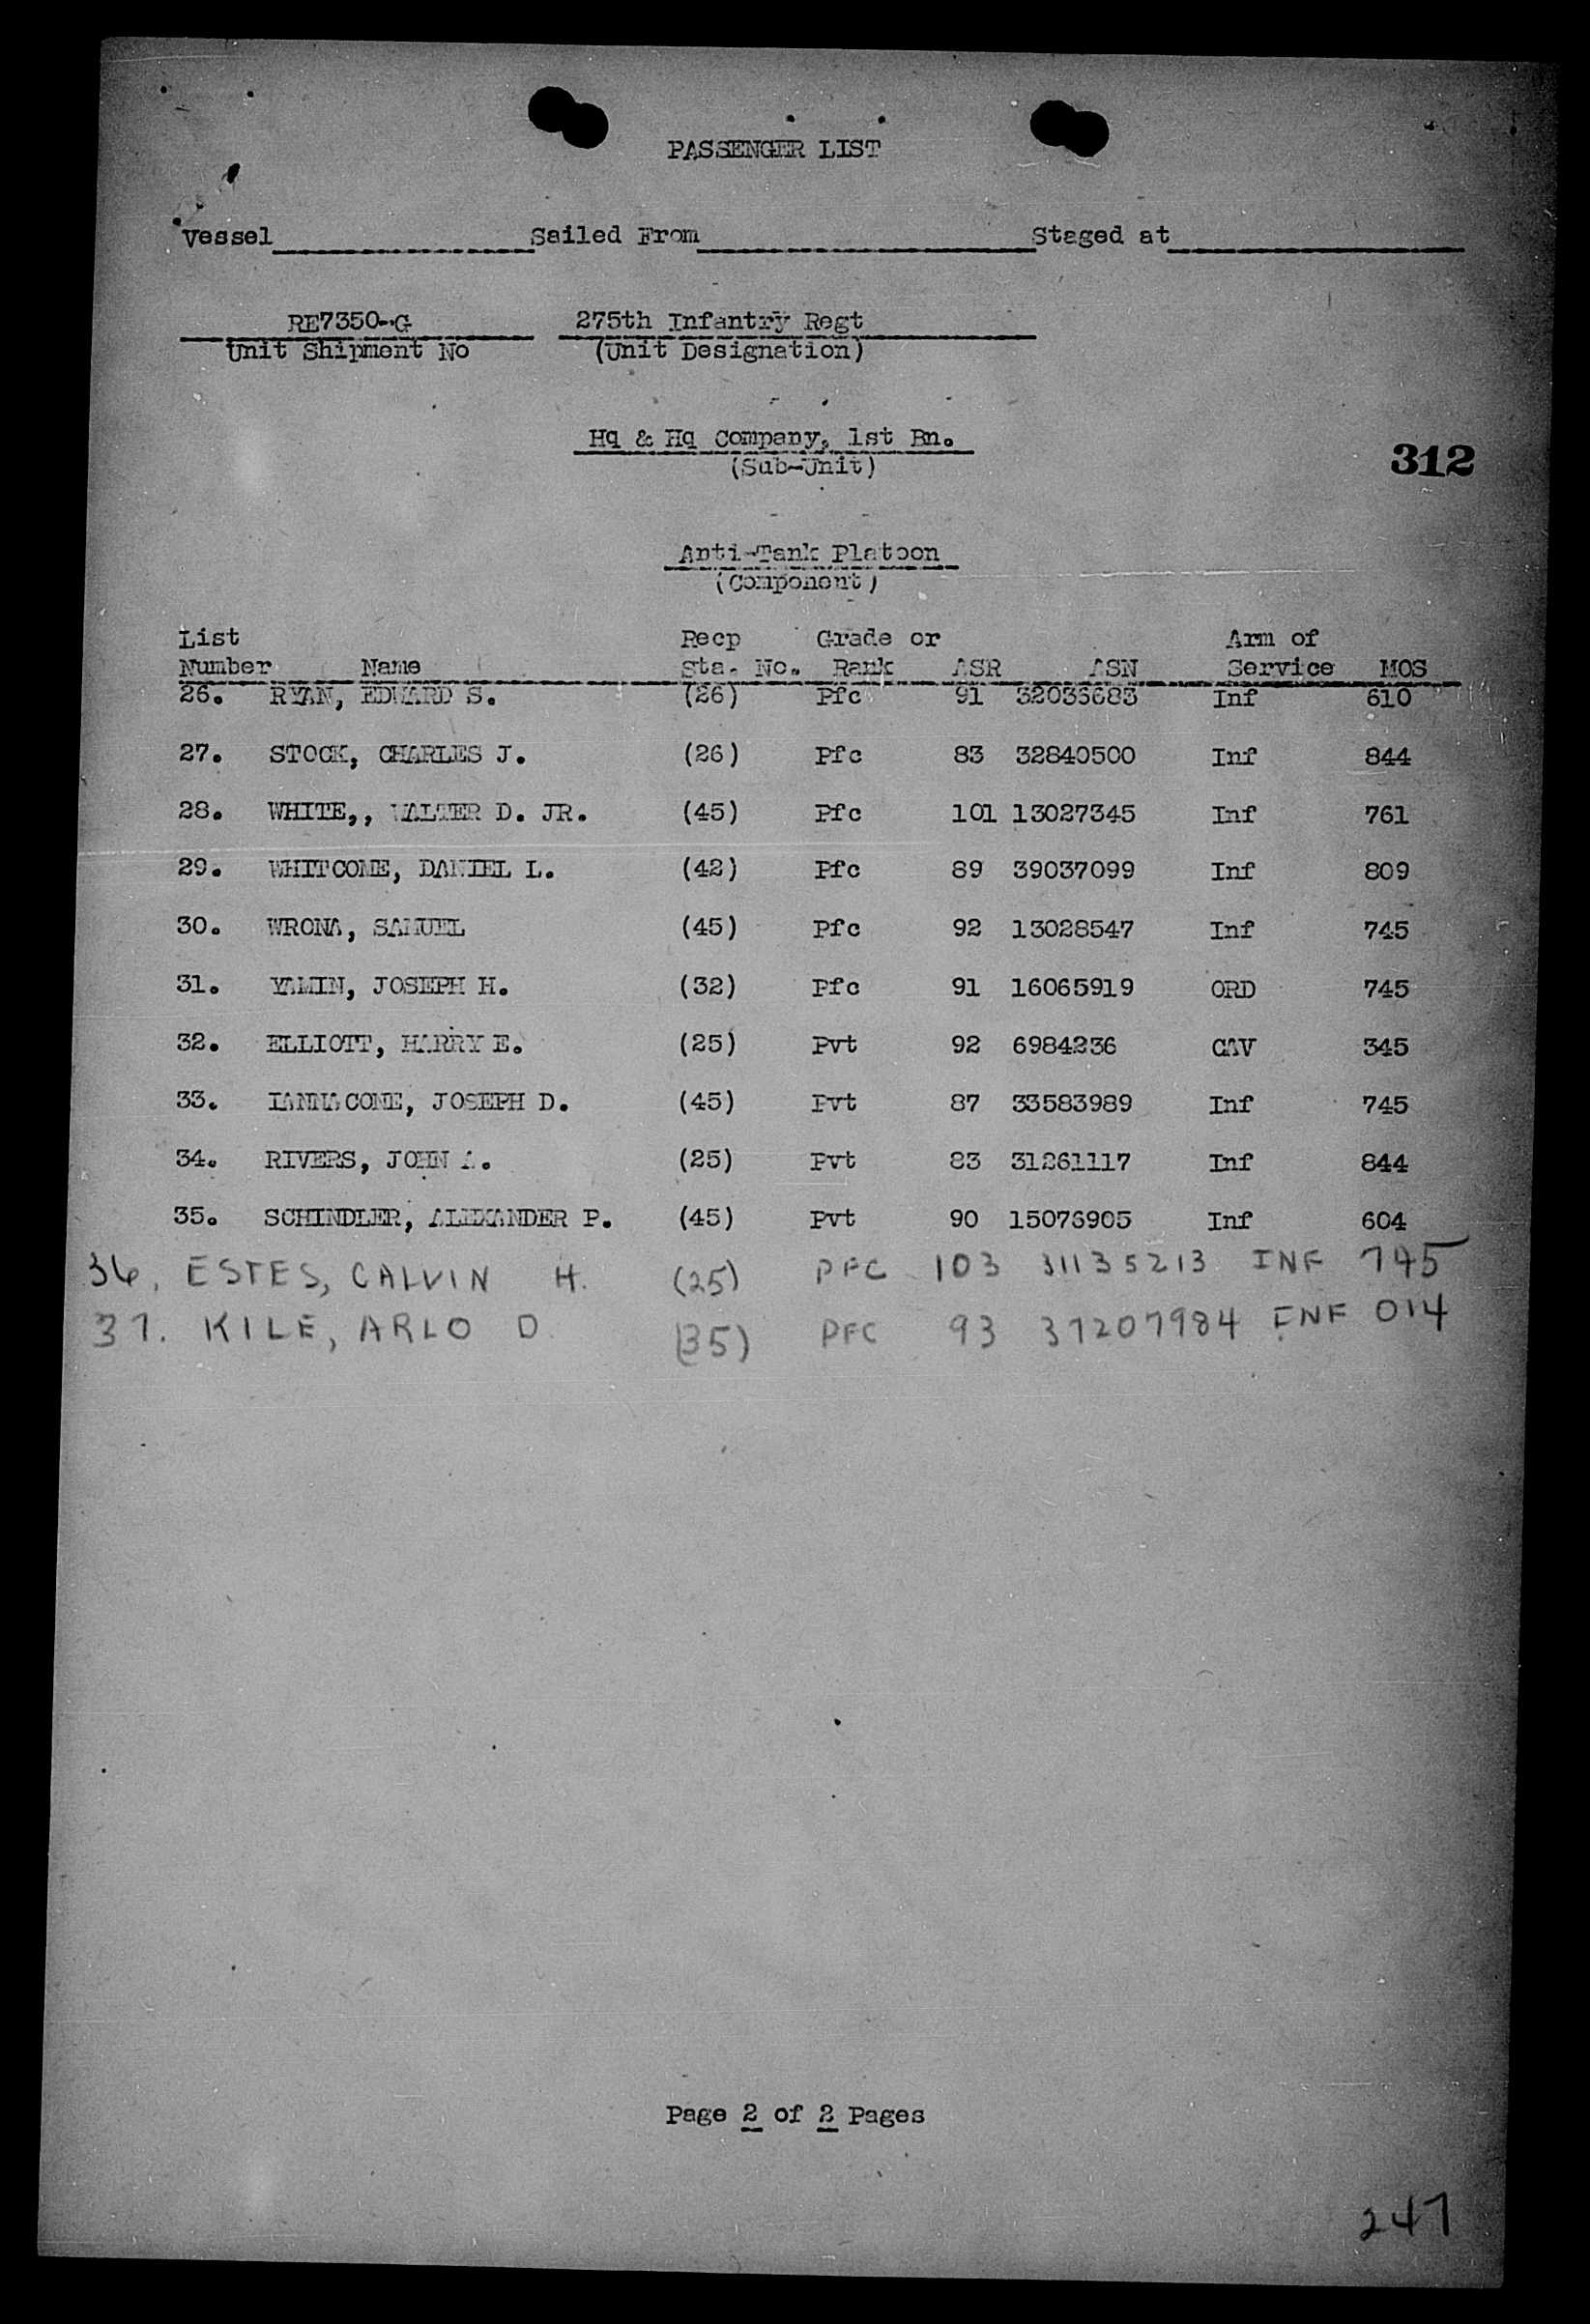 PASSENGER LIST
Vessel Sailed From Staged at
RE7350-G 275th Infantry Regt
Unit Shipment No (Unit Designation)
Hq & Hq Company, 1st Bn.
(Sub-Unit)
312
Anti-Tank Platoon
(Component)
List Recp Grade or Arm of
Number Name Sta. No. Rank ASR ASN Service MOS
26. RYAN, EDWARD S. (26) Pfc 91 32036683 Inf 610
27. STOCK, CHARLES J. (26) Pfc 83 32840500 Inf 844
28. WHITE,, WALTER D. JR. (45) Pfc 101 13027345 Inf 761
29. WHITCOME, DANIEL L. (42) Pfc 89 39037099 Inf 809
30. WRONA, SAMUEL (45) Pfc 92 13028547 Inf 745
31. YAMIN, JOSEPH H. (32) Pfc 91 16065919 ORD 745
32. ELLIOTT, HARRY E. (25) Pvt 92 6984236 CAV 345
33. IANNACONE, JOSEPH D. (45) Pvt 87 33583989 Inf 745
34. RIVERS, JOHN A. (25) Pvt 83 31261117 Inf 844
35. SCHINDLER, ALEXANDER P. (45) Pvt 90 15076905 Inf 604
36. ESTES, CALVIN H. (25) PFC 103 31135213 INF 745
37. KILE, ARLO D. (35) PFC 93 37207984 INF 014
Page 2 of 2 Pages
247